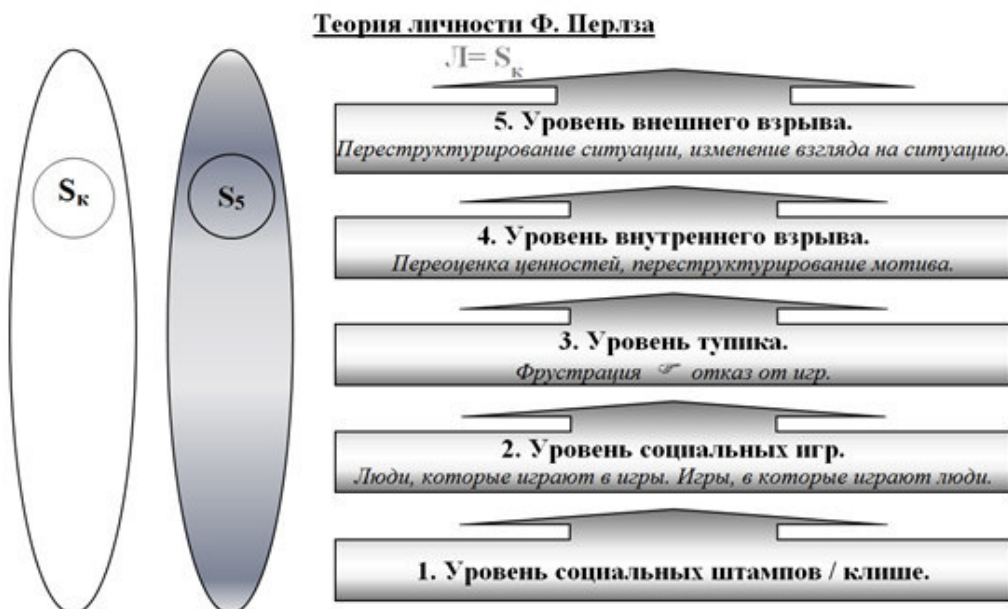 Теория личности Ф. Перлза
Л= Sк
5. Уровень внешнего взрыва.
Переструктурирование ситуации, изменение взгляда на ситуацию.
Sк
S5
4. Уровень внутреннего взрыва.
Переоценка ценностей, переструктурирование мотива.
3. Уровень тупика.
Фрустрация ☞ отказ от игр.
2. Уровень социальных игр.
Люди, которые играют в игры. Игры, в которые играют люди.
1. Уровень социальных штампов / клише.